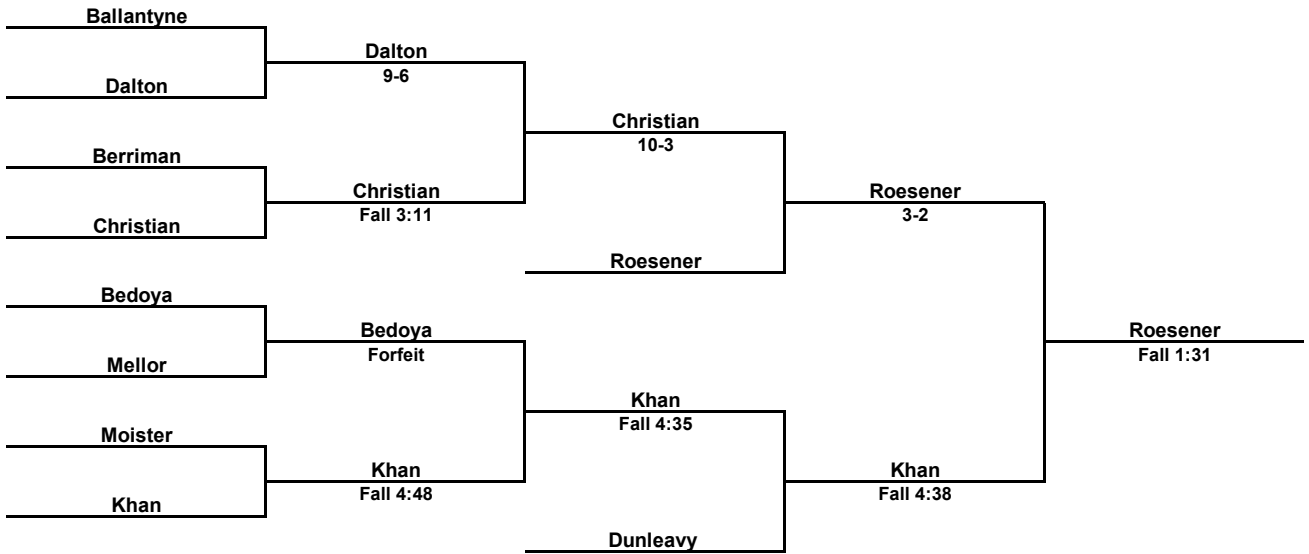 Ballantyne
Dalton
Berriman
Christian
Bedoya
Mellor
Moister
Khan
Dalton
9-6
Christian
Fall 3:11
Bedoya
Forfeit
Khan
Fall 4:48
Christian
10-3
Roesener
Khan
Fall 4:35
Dunleavy
Roesener
3-2
Khan
Fall 4:38
Roesener
Fall 1:31